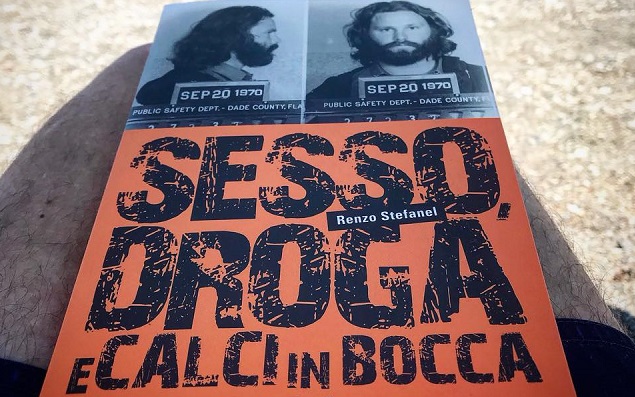 SEP 20 1970
PUBLIC SAFETY DEPT. - DADE COUNTY, FLA
SEP 20 1970
PUBLIC SAFETY DEPT. - DADE COUNTY, FL
SESSO,
Renzo Stefanel
DROGA
E CALCI IN BOCCA